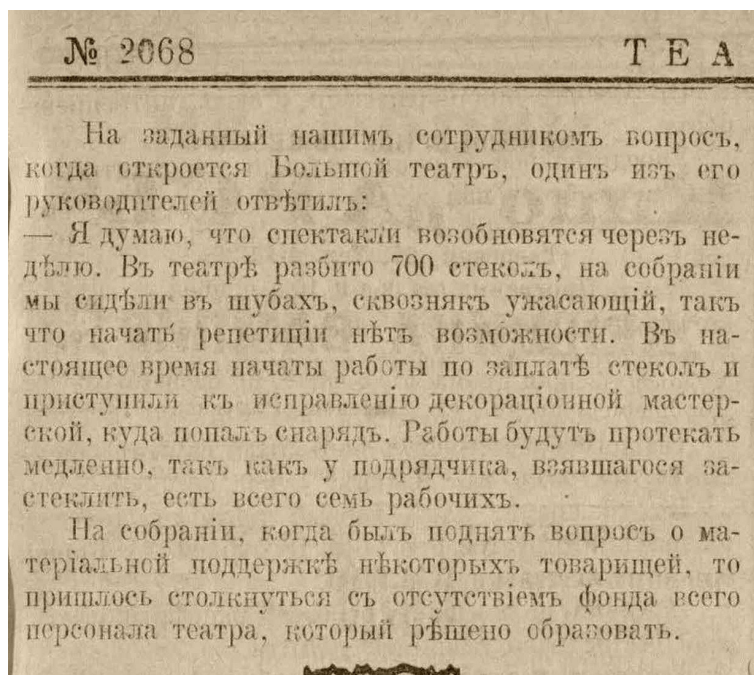 № 2068 ТЕА
На заданный нашимъ сотрудникомъ вопросъ,
когда откроется Большой театръ, одинъ изъ его
руководителей отвѣтилъ:
— Я думаю, что спектакли возобновятся черезъ не-
дѣлю. Въ театрѣ разбито 700 стеколъ, на собраніи
мы сидѣли въ шубахъ, сквознякъ ужасающій, такъ
что начать репетиціи нѣтъ возможности. Въ на-
стоящее время начаты работы по заплатѣ стеколъ и
приступили къ исправленію декораціонной мастер-
ской, куда попалъ снарядъ. Работы будутъ протекать
медленно, такъ какъ у подрядчика, взявшагося за-
стеклить, есть всего семь рабочихъ.
На собраніи, когда былъ поднятъ вопросъ о ма-
теріальной поддержкѣ нѣкоторыхъ товарищей, то
пришлось столкнуться съ отсутствіемъ фонда всего
персонала театра, который рѣшено образовать.